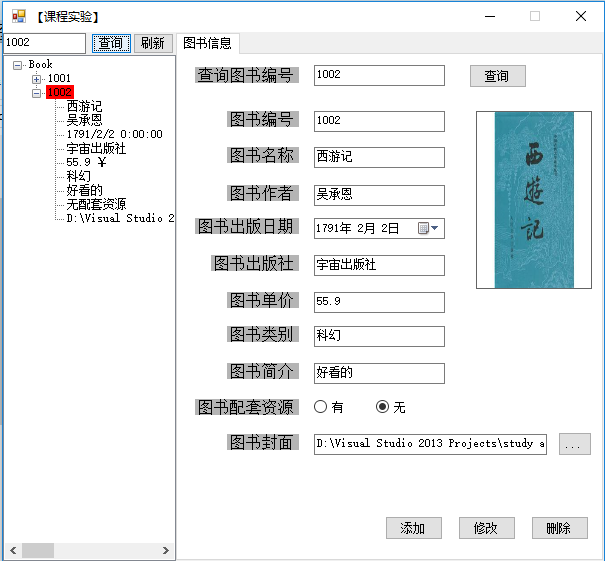 【课程实验】
1002 查询 刷新
Book
1001
1002
西游记
吴承恩
1791/2/2 0:00:00
宇宙出版社
55.9 ¥
科幻
好看的
无配套资源
D:\Visual Studio 2
图书信息
查询图书编号 1002 查询
图书编号 1002
图书名称 西游记
图书作者 吴承恩
图书出版日期 1791年 2月 2日
图书出版社 宇宙出版社
图书单价 55.9
图书类别 科幻
图书简介 好看的
图书配套资源 有 无
图书封面 D:\Visual Studio 2013 Projects\study a ...
西遊記
添加 修改 删除